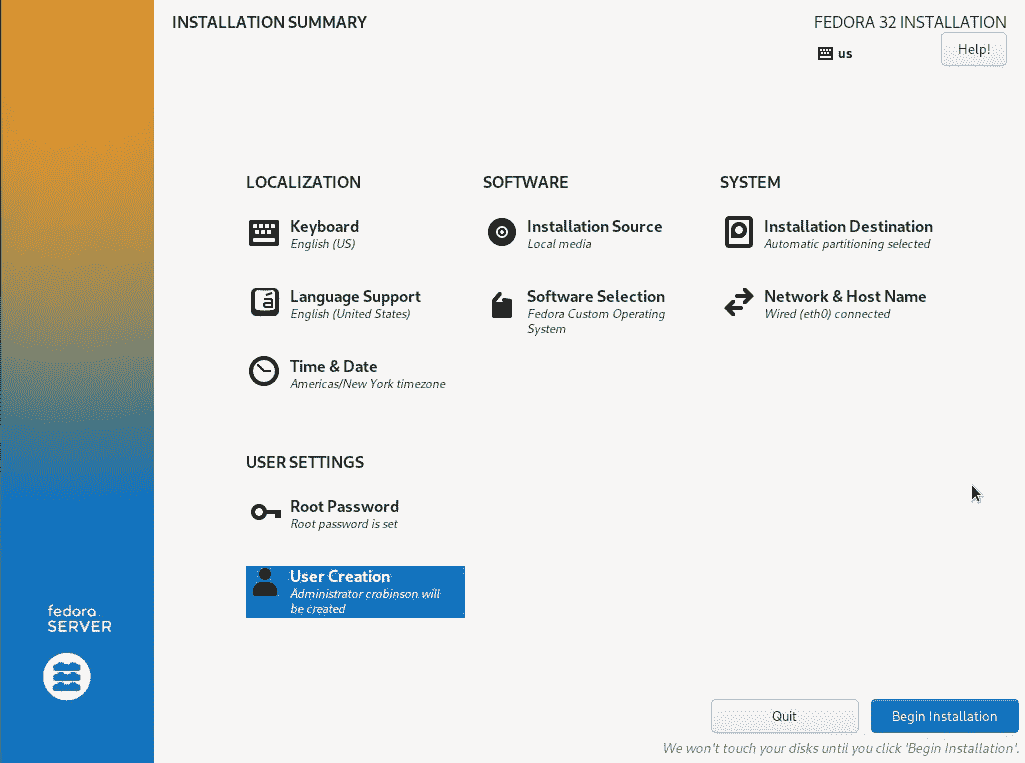 INSTALLATION SUMMARY
FEDORA 32 INSTALLATION
us
Help!
LOCALIZATION
Keyboard
English (US)
Language Support
English (United States)
Time & Date
Americas/New York timezone
SOFTWARE
Installation Source
Local media
Software Selection
Fedora Custom Operating
System
SYSTEM
Installation Destination
Automatic partitioning selected
Network & Host Name
Wired (eth0) connected
USER SETTINGS
Root Password
Root password is set
User Creation
Administrator crobinson will
be created
fedora.
SERVER
Quit
Begin Installation
We won't touch your disks until you click 'Begin Installation'.